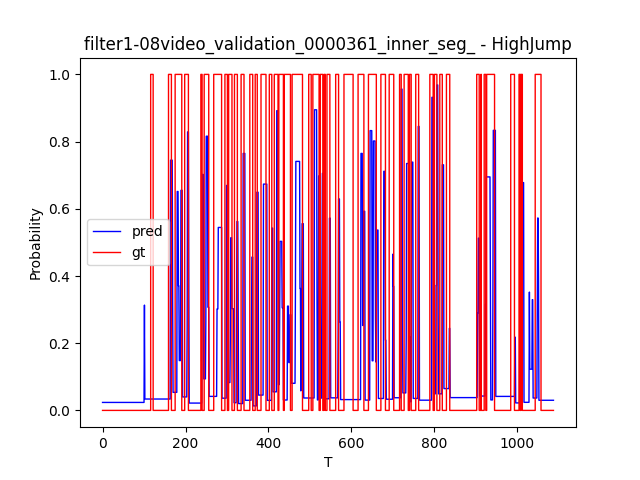 filter1-08video_validation_0000361_inner_seg_ - HighJump
1.0
0.8
0.6
0.4
0.2
0.0
Probability
pred
gt
0 200 400 600 800 1000
T